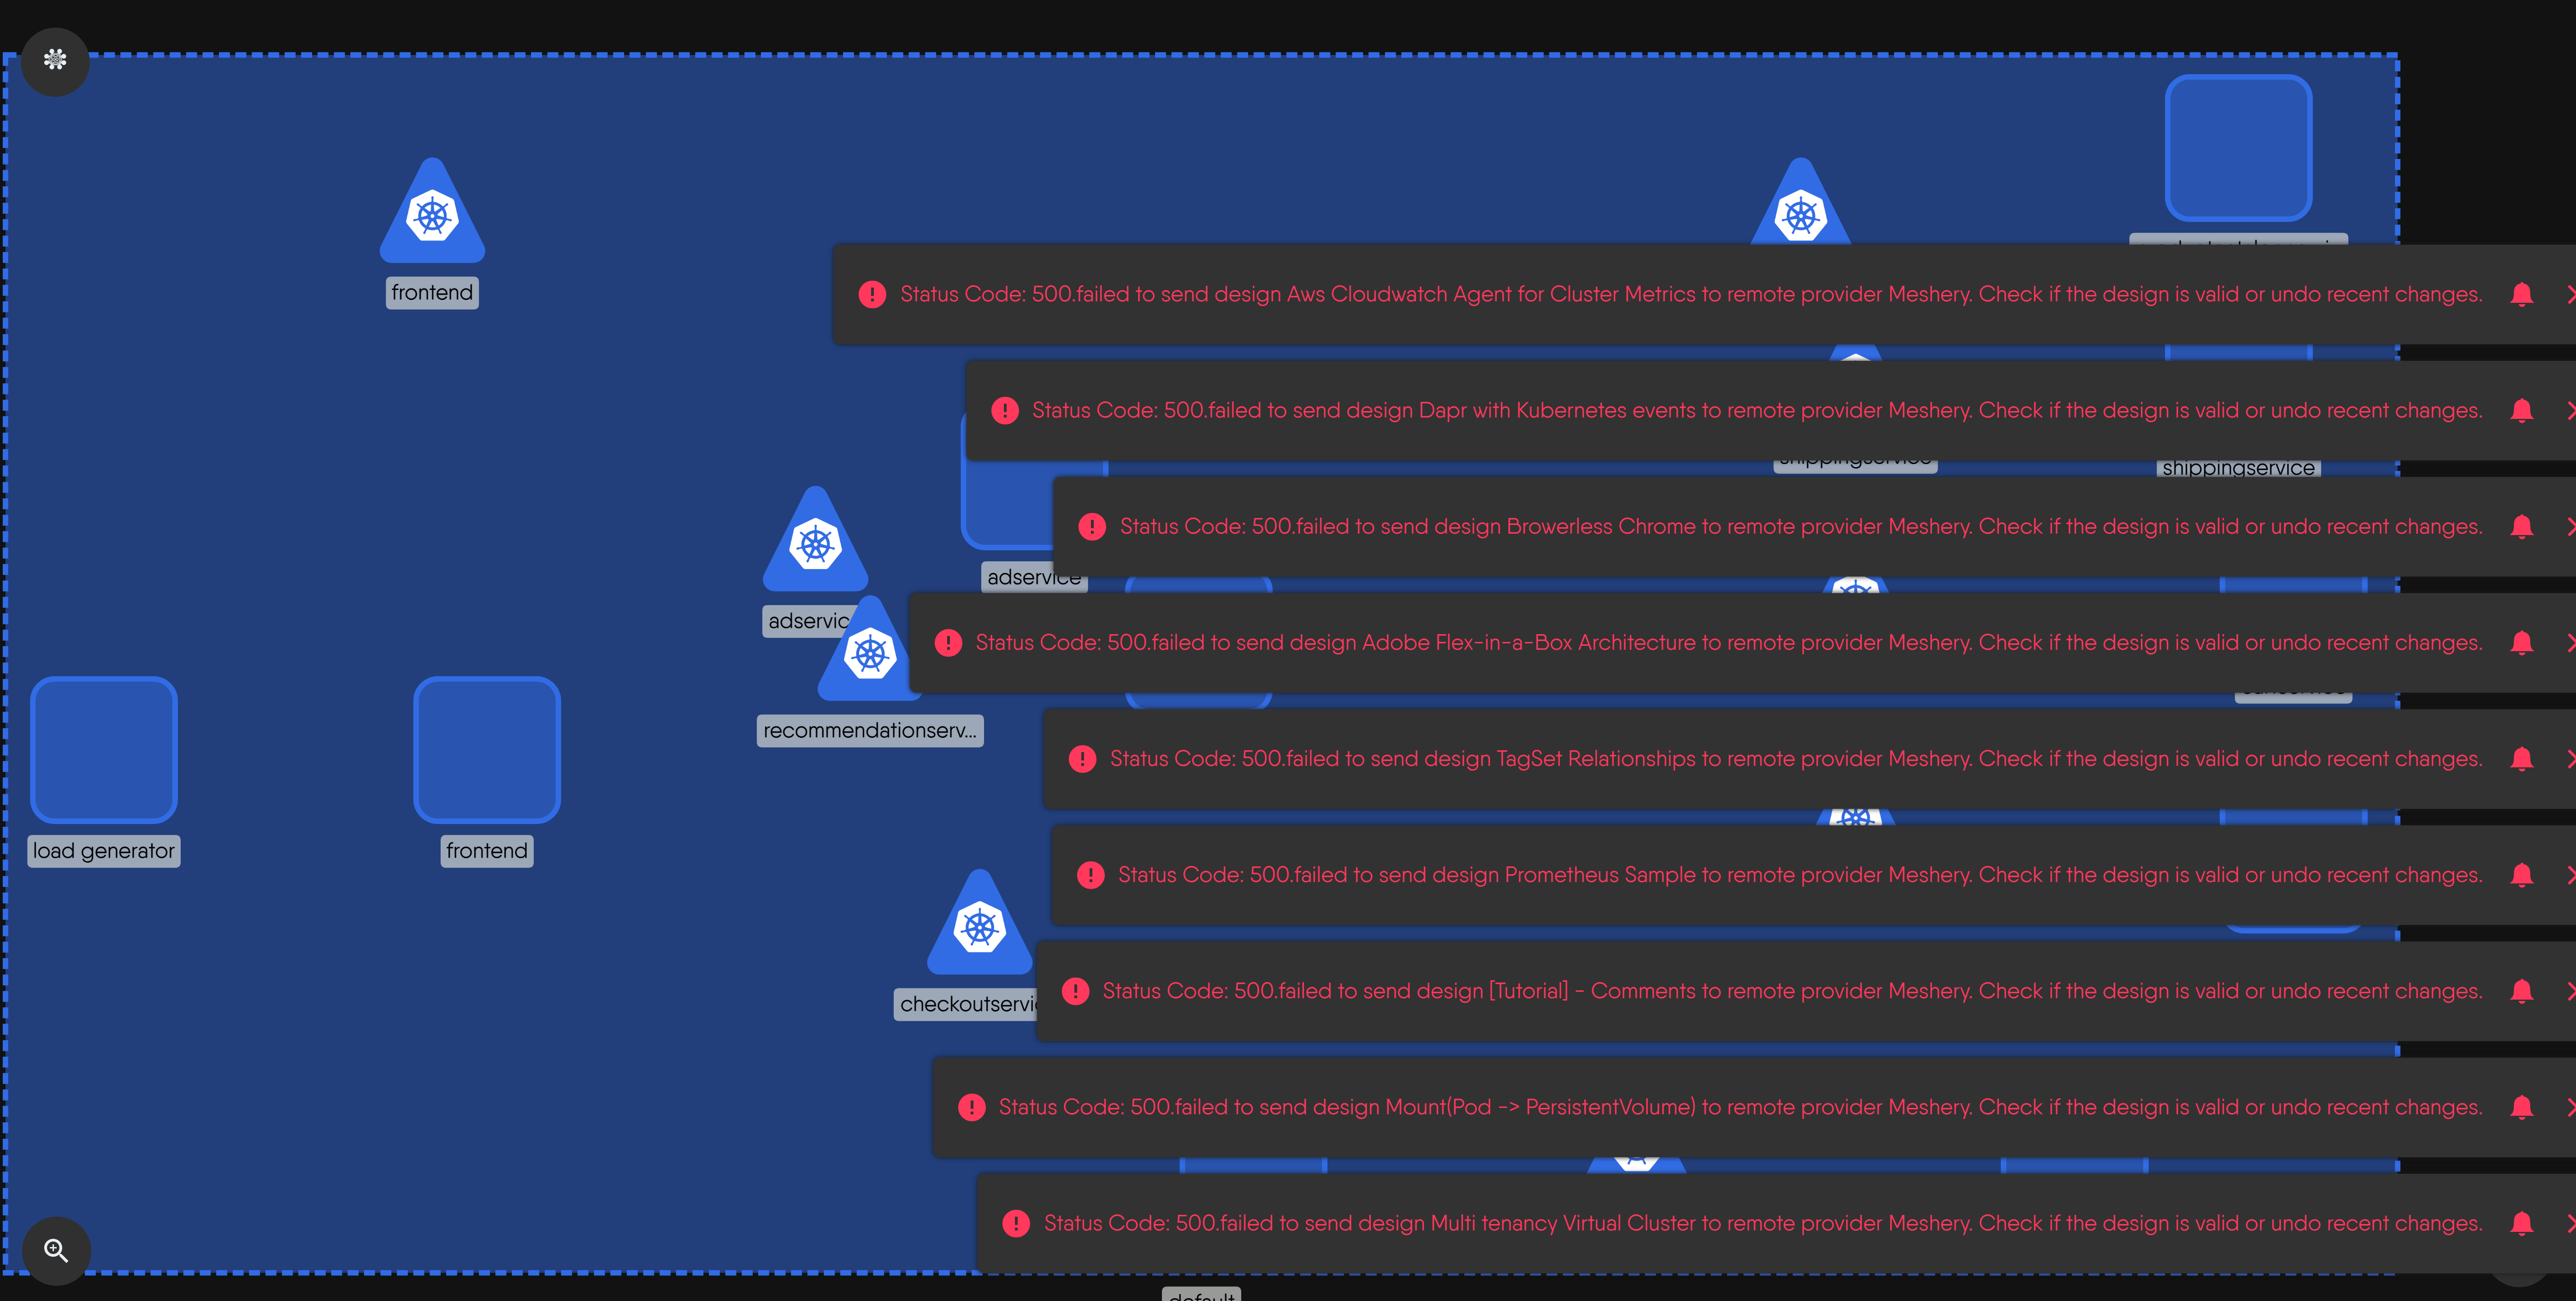 frontend
Status Code: 500.failed to send design Aws Cloudwatch Agent for Cluster Metrics to remote provider Meshery. Check if the design is valid or undo recent changes.
Status Code: 500.failed to send design Dapr with Kubernetes events to remote provider Meshery. Check if the design is valid or undo recent changes.
shippingservice
shippingservice
Status Code: 500.failed to send design Browerless Chrome to remote provider Meshery. Check if the design is valid or undo recent changes.
adservice
adservic
Status Code: 500.failed to send design Adobe Flex-in-a-Box Architecture to remote provider Meshery. Check if the design is valid or undo recent changes.
recommendationserv...
Status Code: 500.failed to send design TagSet Relationships to remote provider Meshery. Check if the design is valid or undo recent changes.
load generator
frontend
Status Code: 500.failed to send design Prometheus Sample to remote provider Meshery. Check if the design is valid or undo recent changes.
checkoutservi
Status Code: 500.failed to send design [Tutorial] - Comments to remote provider Meshery. Check if the design is valid or undo recent changes.
Status Code: 500.failed to send design Mount(Pod -> PersistentVolume) to remote provider Meshery. Check if the design is valid or undo recent changes.
Status Code: 500.failed to send design Multi tenancy Virtual Cluster to remote provider Meshery. Check if the design is valid or undo recent changes.
default